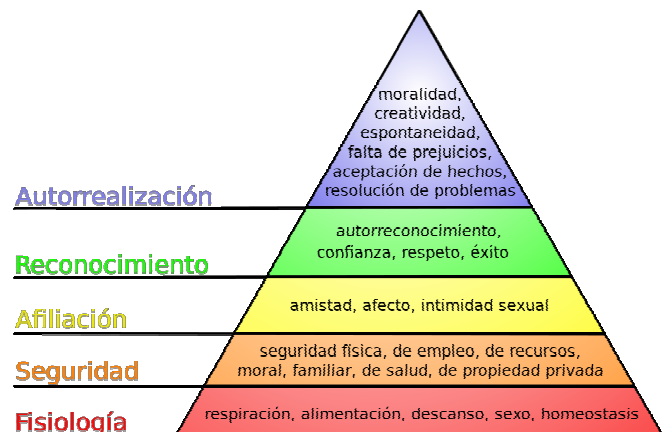 moralidad,
creatividad,
espontaneidad,
falta de prejuicios,
aceptación de hechos,
resolución de problemas
Autorrealización
autorreconocimiento,
confianza, respeto, éxito
Reconocimiento
amistad, afecto, intimidad sexual
Afiliación
seguridad física, de empleo, de recursos,
moral, familiar, de salud, de propiedad privada
Seguridad
respiración, alimentación, descanso, sexo, homeostasis
Fisiología